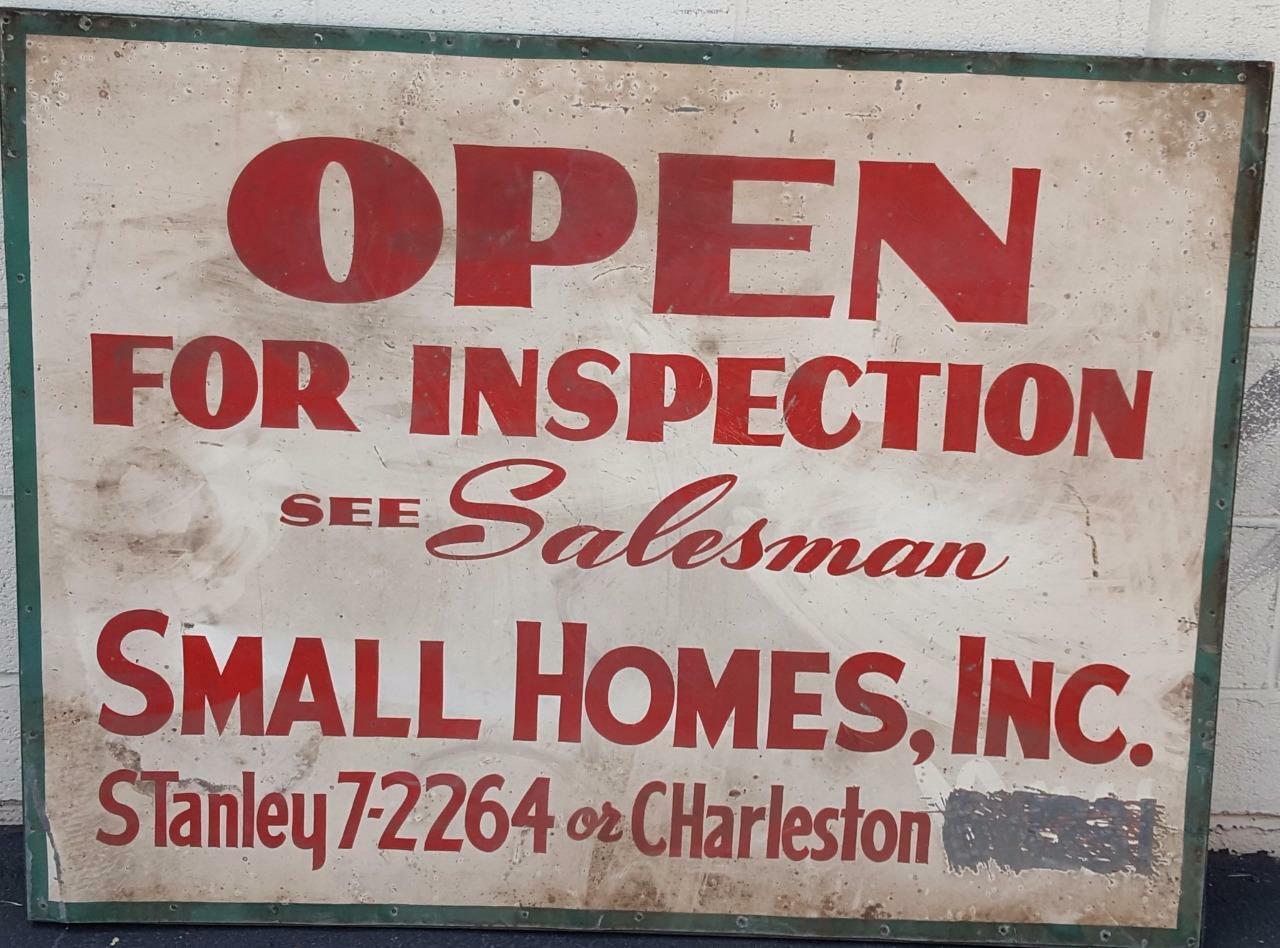 OPEN
FOR INSPECTION
SEE Salesman
SMALL HOMES, INC.
STanley 7-2264 or CHarleston